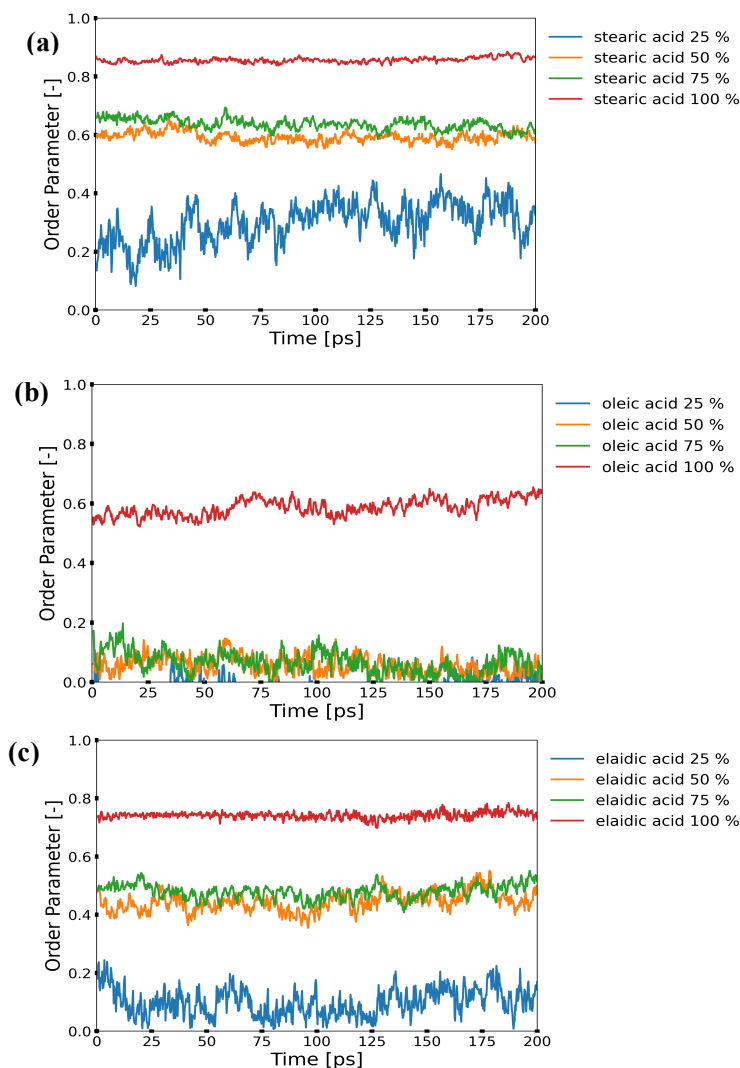 (a)
1.0
0.8
0.6
0.4
0.2
0.0
Order Parameter [-]
0 25 50 75 100 125 150 175 200
Time [ps]
stearic acid 25 %
stearic acid 50 %
stearic acid 75 %
stearic acid 100 %
(b)
1.0
0.8
0.6
0.4
0.2
0.0
Order Parameter [-]
0 25 50 75 100 125 150 175 200
Time [ps]
oleic acid 25 %
oleic acid 50 %
oleic acid 75 %
oleic acid 100 %
(c)
1.0
0.8
0.6
0.4
0.2
0.0
Order Parameter [-]
0 25 50 75 100 125 150 175 200
Time [ps]
elaidic acid 25 %
elaidic acid 50 %
elaidic acid 75 %
elaidic acid 100 %